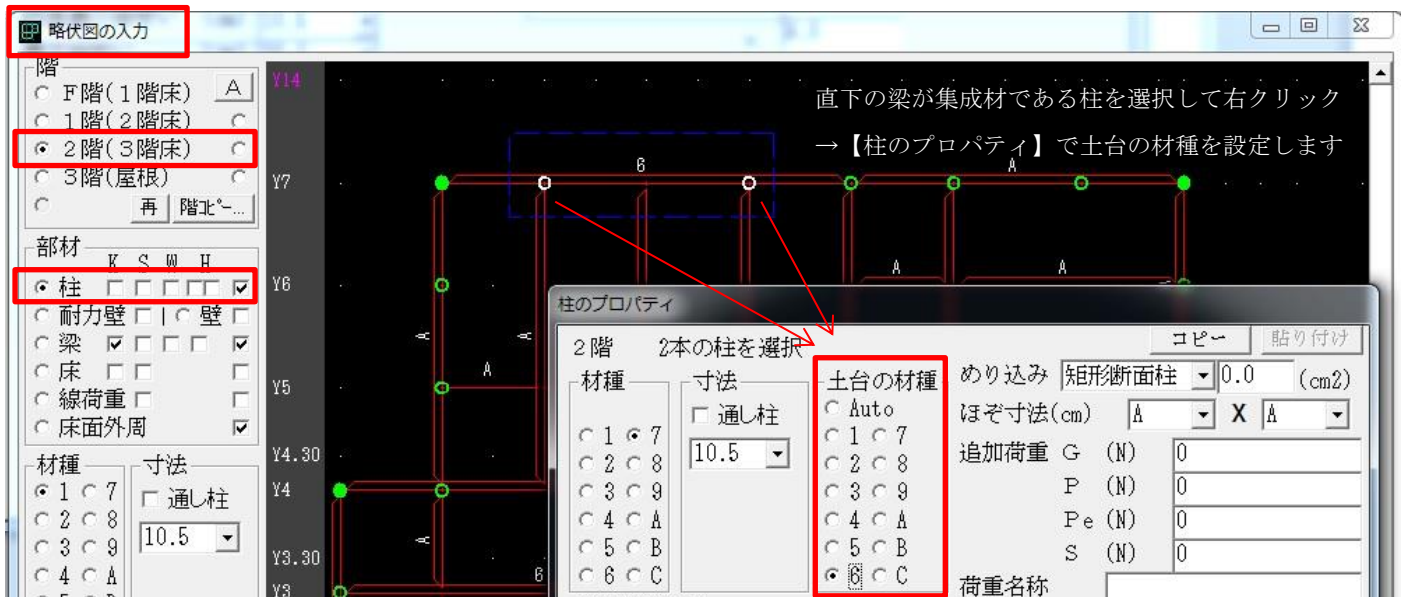 略伏図の入力
階
F階(1階床) A
1階(2階床)
2階(3階床)
3階(屋根)
再 階ｺﾋﾟｰ...
部材
K S W H
柱
耐力壁 | 壁
梁
床
線荷重
床面外周
材種 寸法
1 7 通し柱
2 8
10.5
3 9
4 A
Y14
直下の梁が集成材である柱を選択して右クリック
→【柱のプロパティ】で土台の材種を設定します
6
A
Y7
A A
Y6
A A
A
Y5
Y4.30
Y4
A
Y3.30
6
Y3
柱のプロパティ
コピー 貼り付け
2階 2本の柱を選択
材種 寸法 土台の材種
通し柱
10.5
1 7
2 8
3 9
4 A
5 B
6 C
Auto
1 7
2 8
3 9
4 A
5 B
6 C
めり込み 矩形断面柱 0.0 (cm2)
ほぞ寸法(cm) A X A
追加荷重 G (N) 0
P (N) 0
Pe (N) 0
S (N) 0
荷重名称